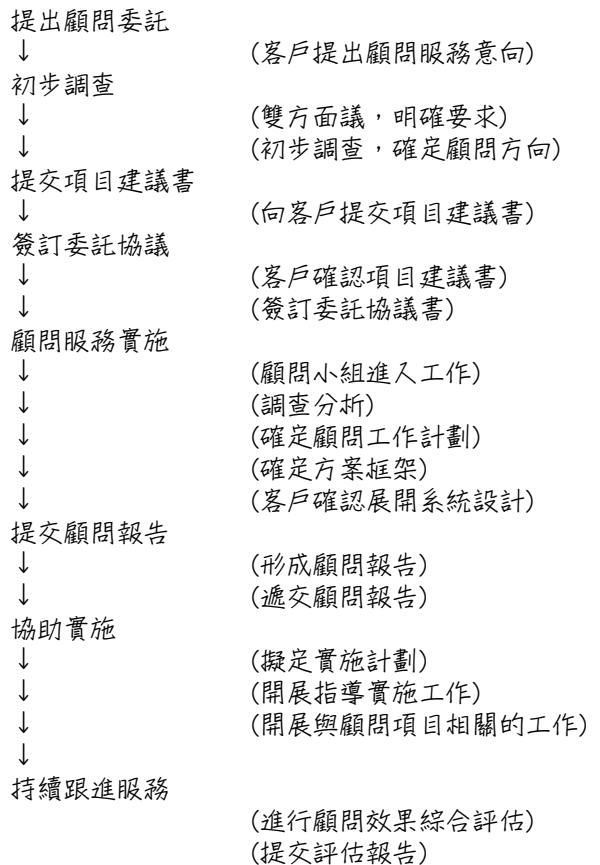 提出顧問委託
↓ (客戶提出顧問服務意向)
初步調查
↓ (雙方面議，明確要求)
↓ (初步調查，確定顧問方向)
提交項目建議書
↓ (向客戶提交項目建議書)
簽訂委託協議
↓ (客戶確認項目建議書)
↓ (簽訂委託協議書)
顧問服務實施
↓ (顧問小組進入工作)
↓ (調查分析)
↓ (確定顧問工作計劃)
↓ (確定方案框架)
↓ (客戶確認展開系統設計)
提交顧問報告
↓ (形成顧問報告)
↓ (遞交顧問報告)
協助實施
↓ (擬定實施計劃)
↓ (開展指導實施工作)
↓ (開展與顧問項目相關的工作)
↓
持續跟進服務
(進行顧問效果綜合評估)
(提交評估報告)